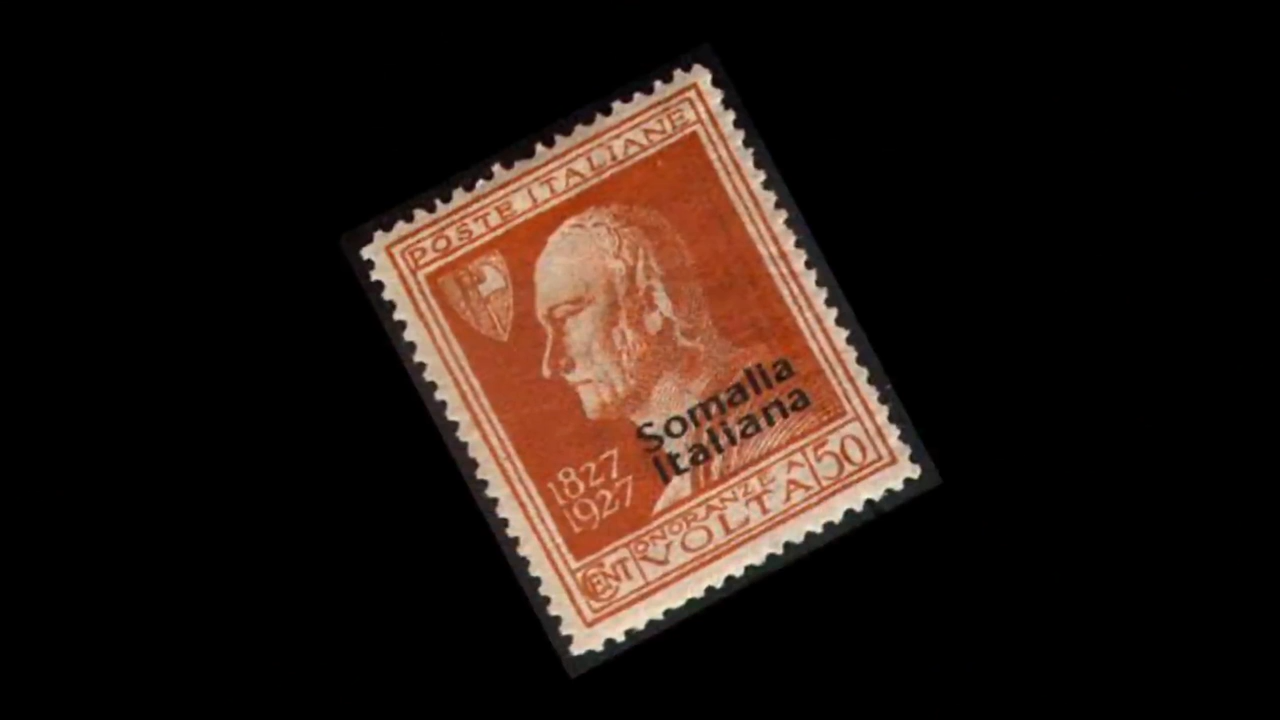 POSTE ITALIANE
Somalia
Italiana
1827
1927
CENT
ONORANZE A
VOLTA
50